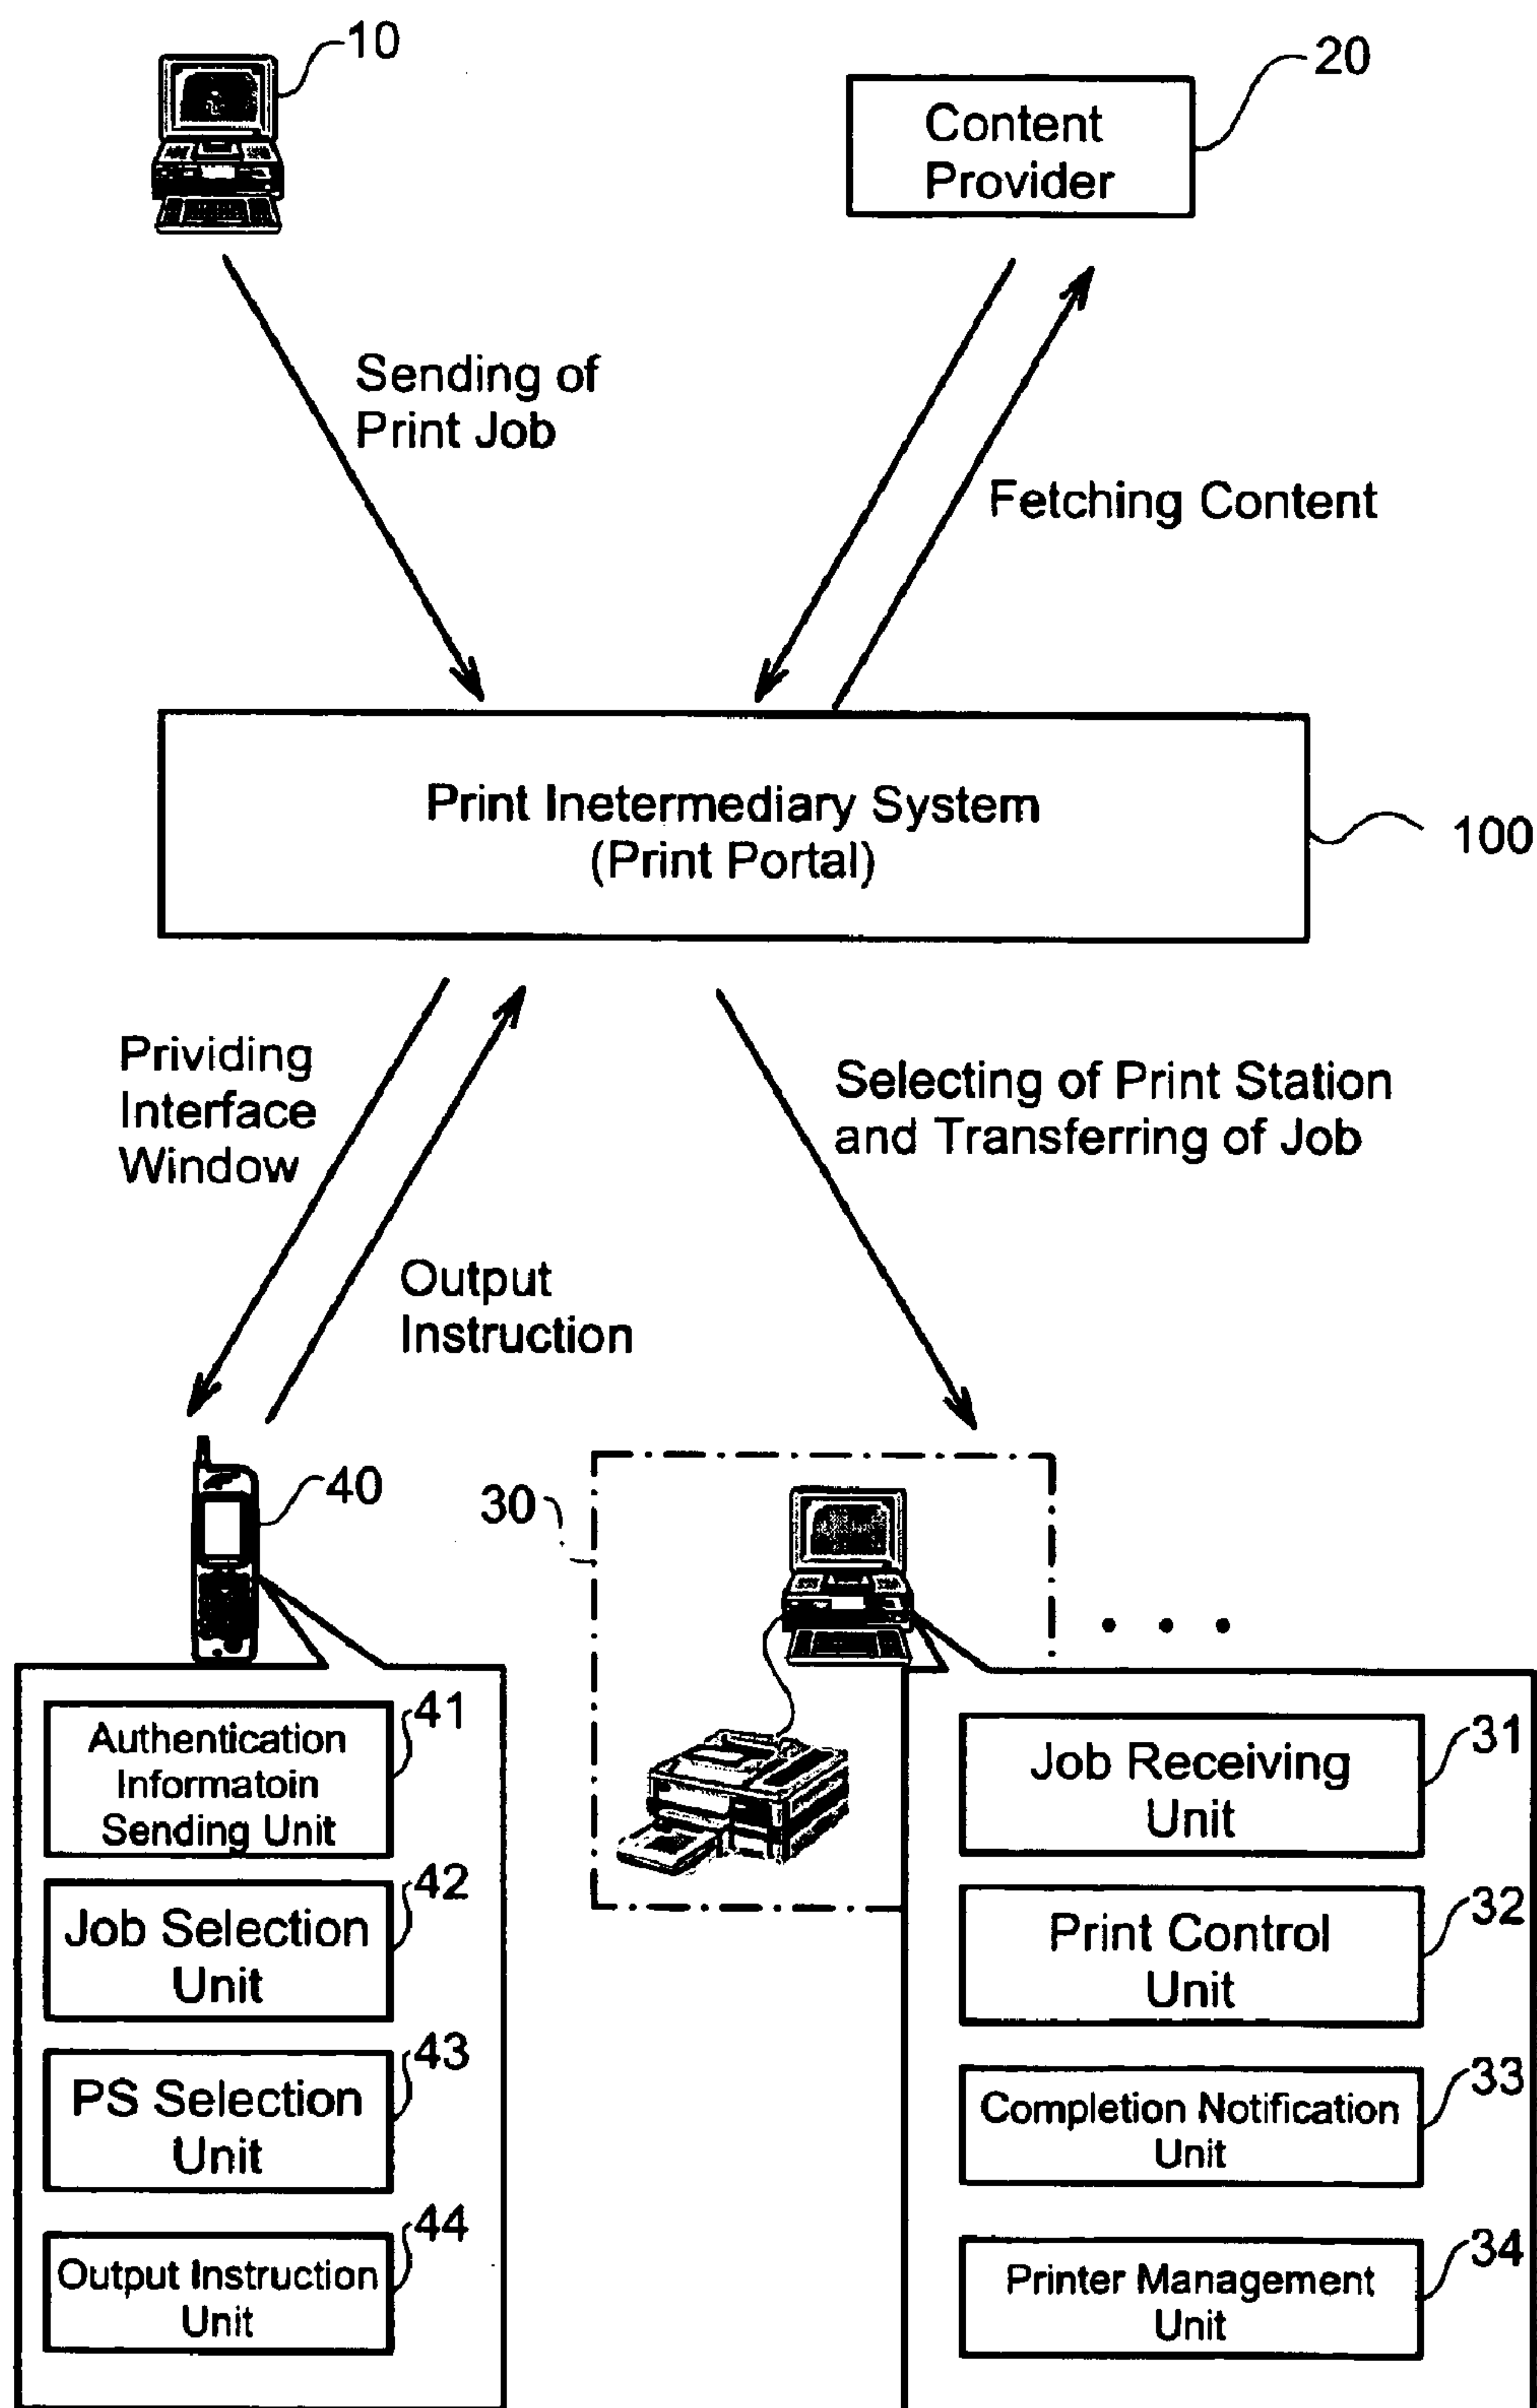 10
20
Content
Provider
Sending of
Print Job
Fetching Content
Print Inetermediary System
(Print Portal)
100
Prividing
Interface
Window
Selecting of Print Station
and Transferring of Job
Output
Instruction
40
30
41
Authentication
Informatoin
Sending Unit
42
Job Selection
Unit
43
PS Selection
Unit
44
Output Instruction
Unit
31
Job Receiving
Unit
32
Print Control
Unit
33
Completion Notification
Unit
34
Printer Management
Unit